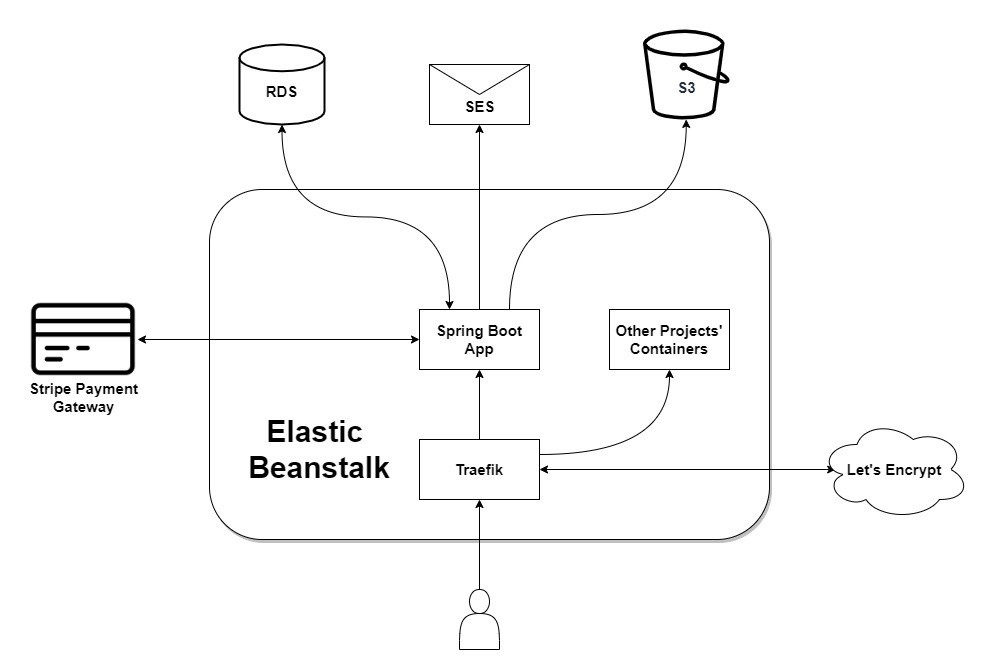 RDS
SES
S3
Spring Boot
App
Other Projects'
Containers
Stripe Payment
Gateway
Elastic
Beanstalk
Traefik
Let's Encrypt